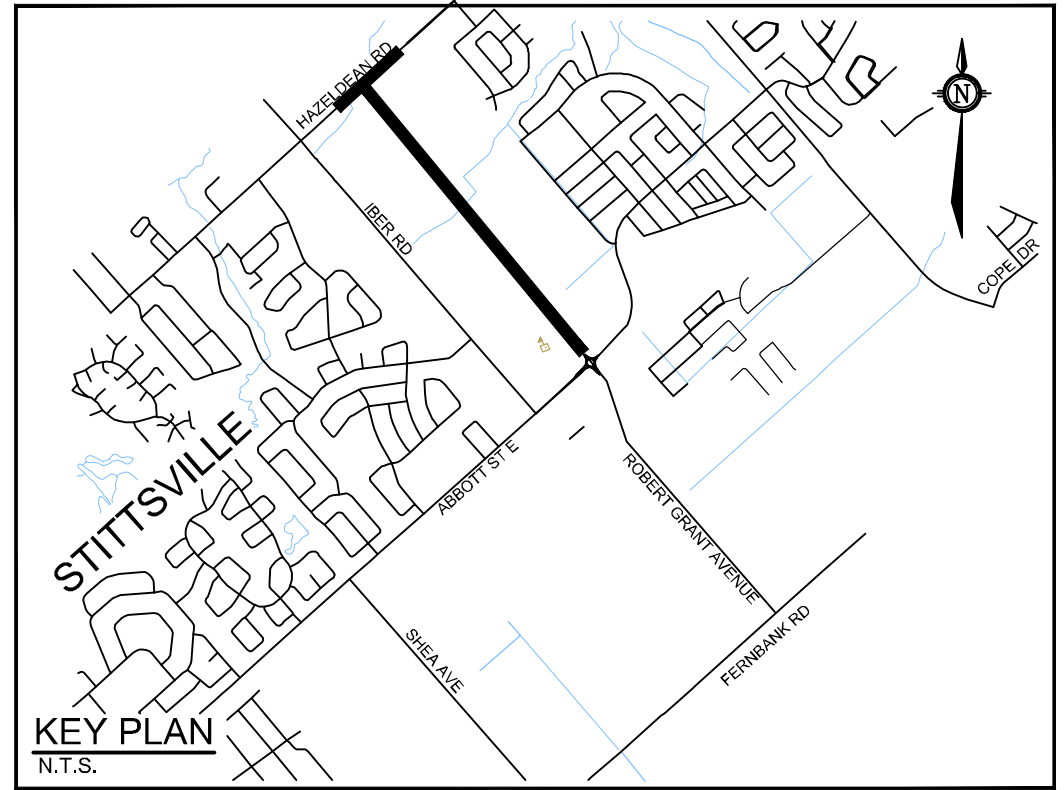 HAZELDEAN RD
N
IBER RD
COPE DR
STITTSVILLE
ABBOTT ST E
ROBERT GRANT AVENUE
SHEA AVE
FERNBANK RD
KEY PLAN
N.T.S.